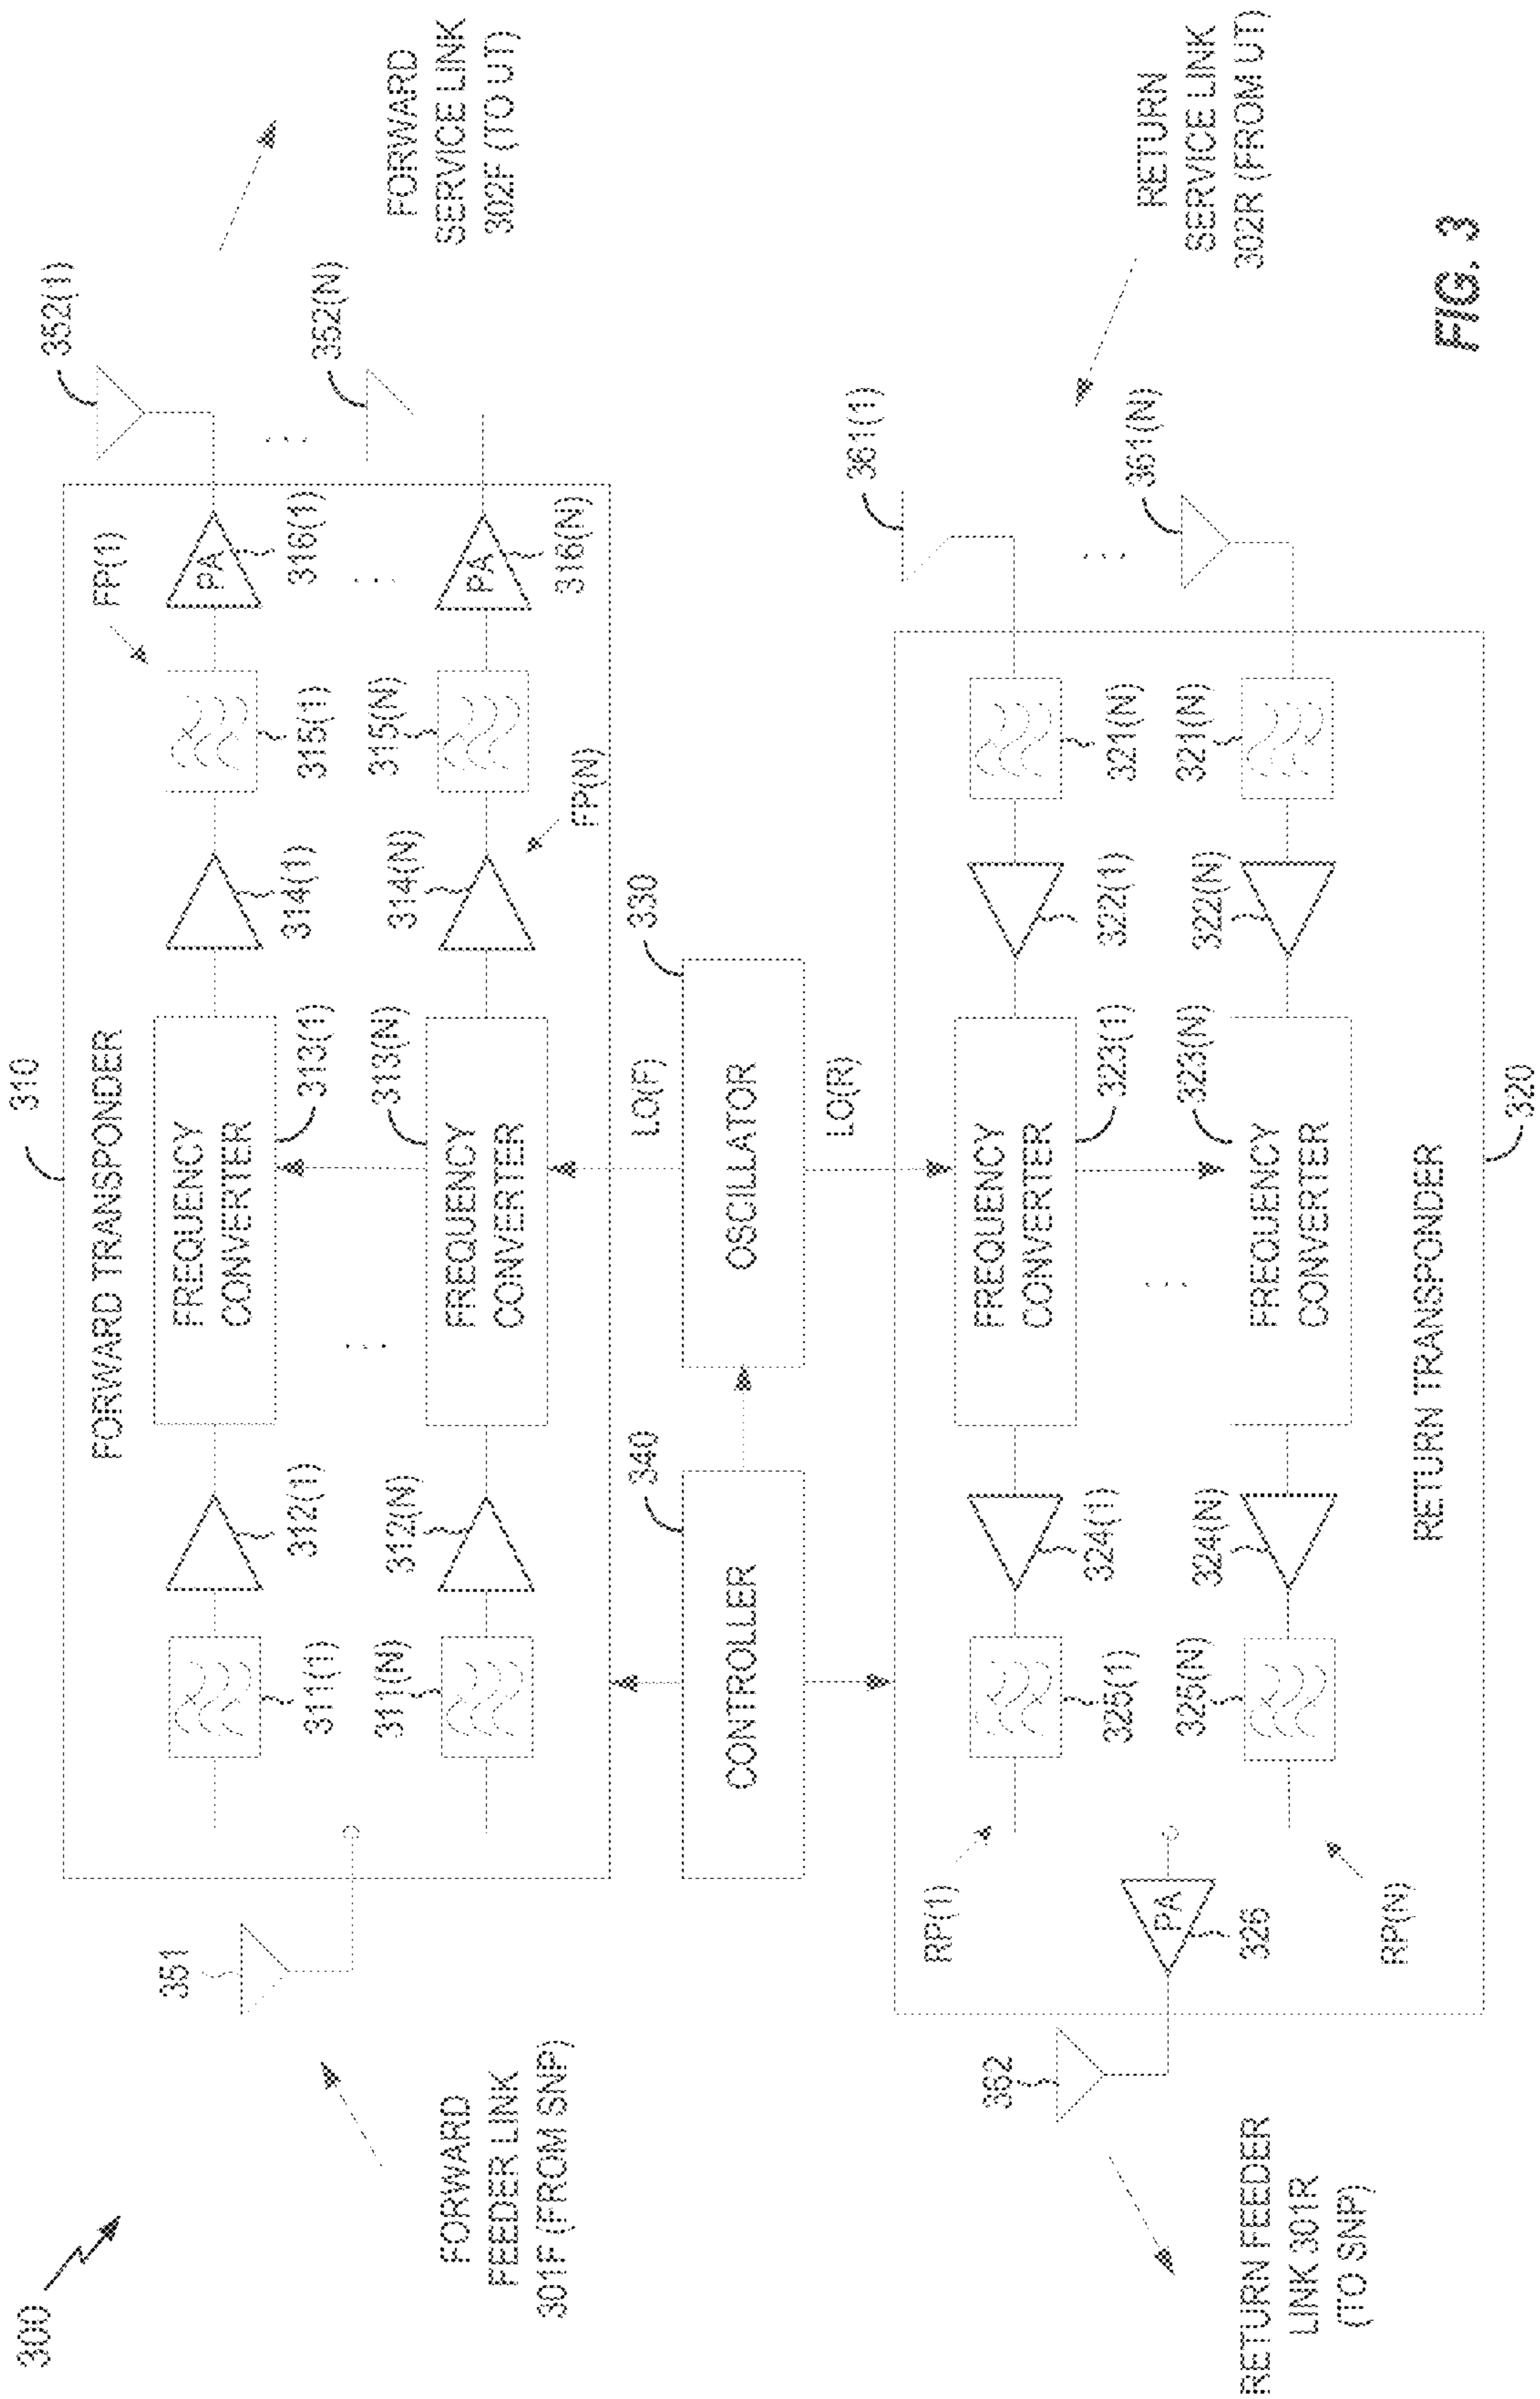 300
310
FORWARD TRANSPONDER
351
FORWARD
FEEDER LINK
301F (FROM SNP)
311(1)
312(1)
FREQUENCY
CONVERTER
313(1)
314(1)
315(1)
FP(1)
PA
316(1)
352(1)
FORWARD
SERVICE LINK
302F (TO UT)
. . .
. . .
. . .
311(N)
312(N)
FREQUENCY
CONVERTER
313(N)
314(N)
315(N)
FP(N)
PA
316(N)
352(N)
340
CONTROLLER
330
OSCILLATOR
LO(F)
LO(R)
362
RETURN FEEDER
LINK 301R
(TO SNP)
RP(1)
325(1)
324(1)
FREQUENCY
CONVERTER
323(1)
322(1)
321(N)
361(1)
RETURN
SERVICE LINK
302R (FROM UT)
PA
326
. . .
. . .
RP(N)
325(N)
324(N)
FREQUENCY
CONVERTER
323(N)
322(N)
321(N)
361(N)
RETURN TRANSPONDER
320
FIG. 3